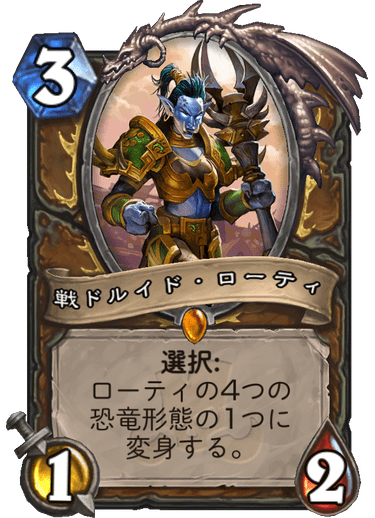 3
戦ドルイド・ローティ
選択:
ローティの4つの
恐竜形態の1つに
変身する。
1
2